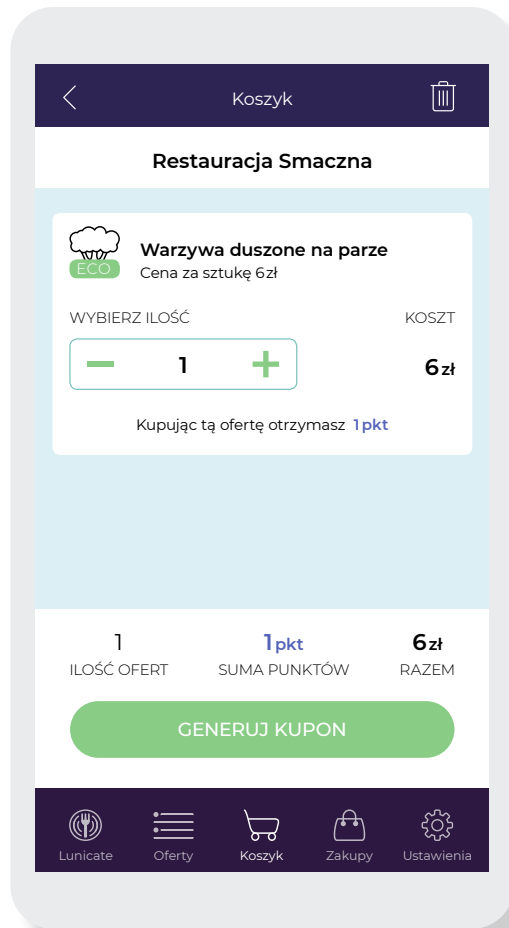 Koszyk
Restauracja Smaczna
ECO
Warzywa duszone na parze
Cena za sztukę 6zł
WYBIERZ ILOŚĆ KOSZT
1 6zł
Kupując tą ofertę otrzymasz 1pkt
1 1pkt 6zł
ILOŚĆ OFERT SUMA PUNKTÓW RAZEM
GENERUJ KUPON
Lunicate Oferty Koszyk Zakupy Ustawienia